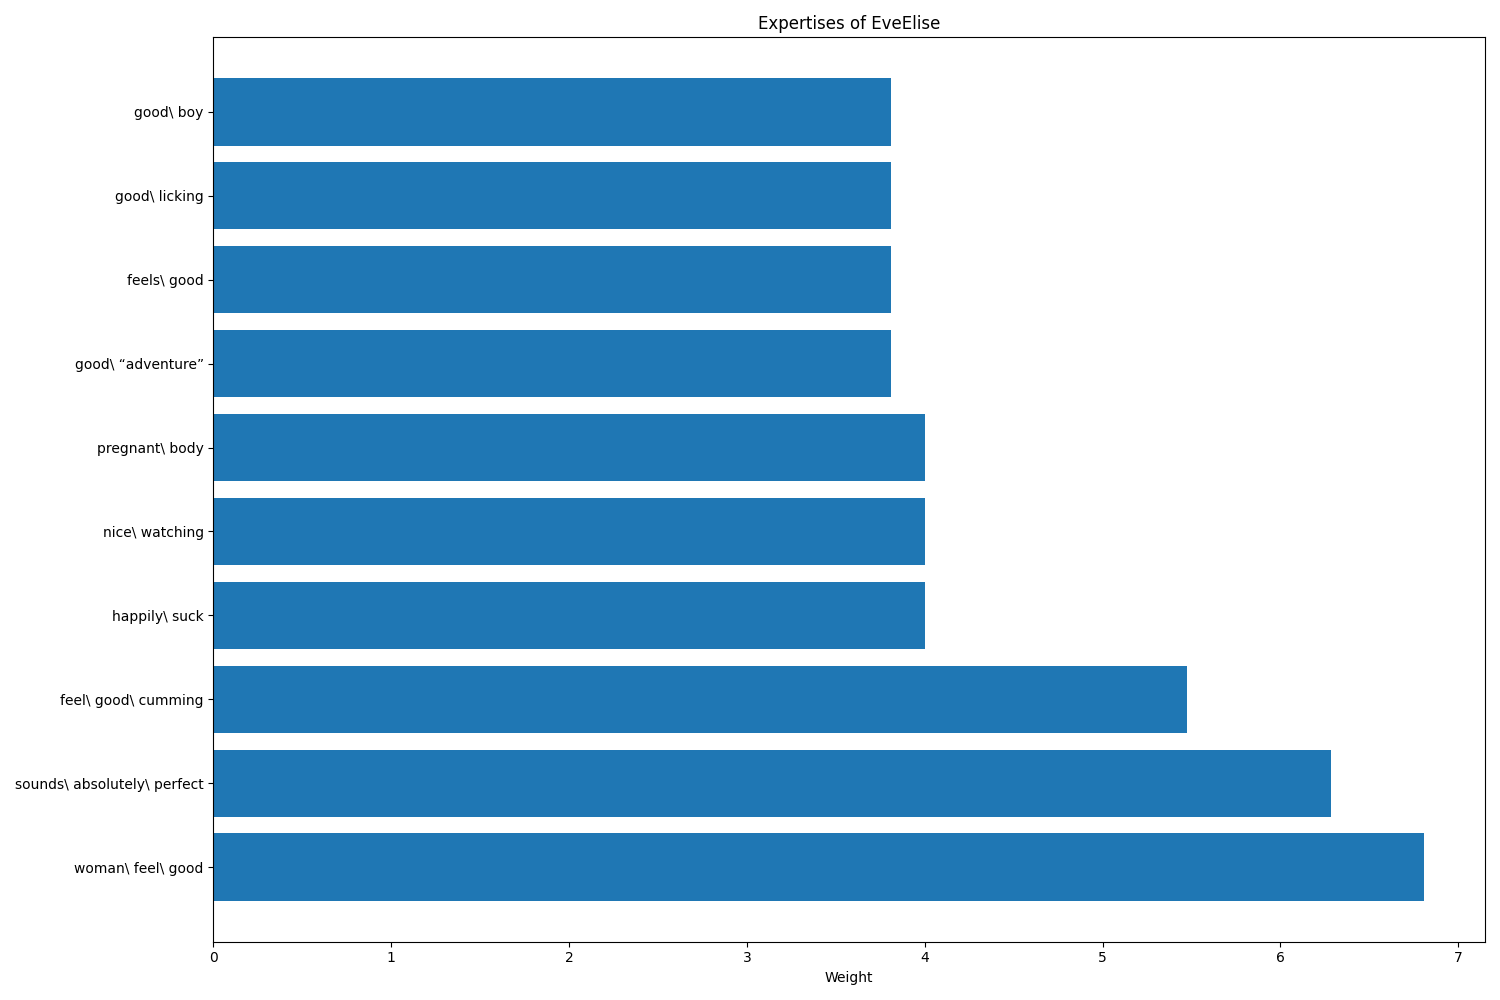 Expertises of EveElise
good\ boy
good\ licking
feels\ good
good\ “adventure”
pregnant\ body
nice\ watching
happily\ suck
feel\ good\ cumming
sounds\ absolutely\ perfect
woman\ feel\ good
0 1 2 3 4 5 6 7
Weight